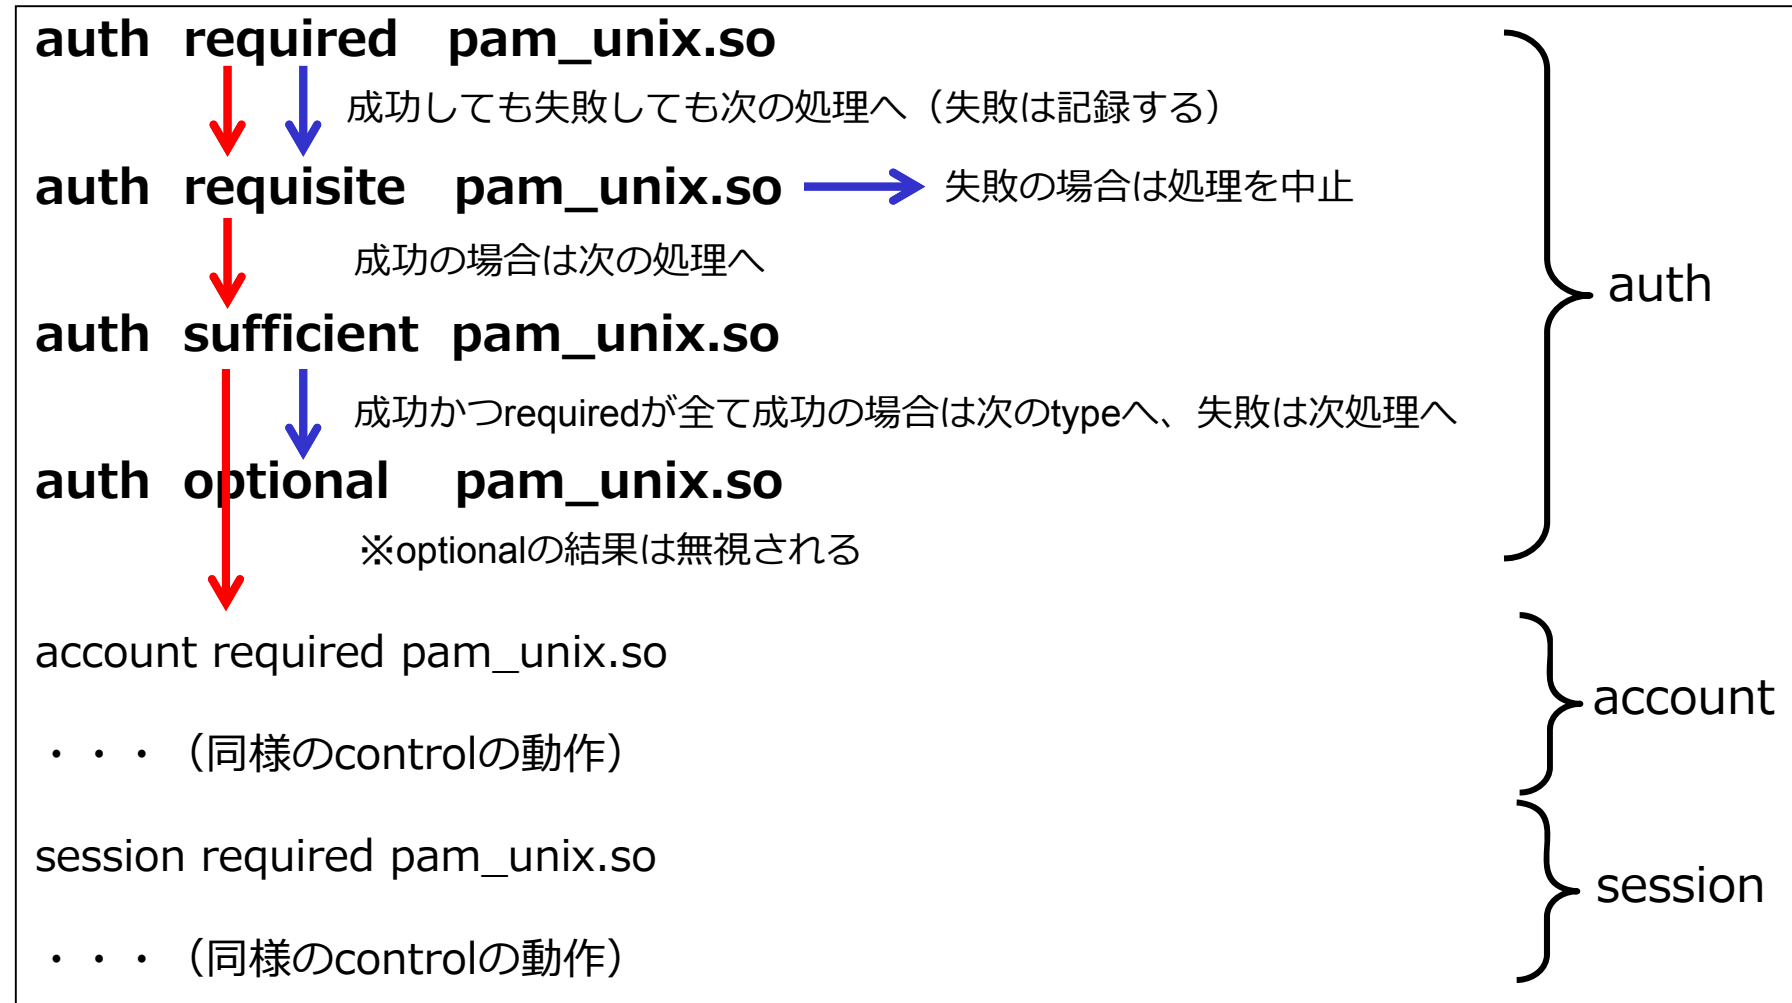 auth required pam_unix.so
成功しても失敗しても次の処理へ（失敗は記録する）
auth requisite pam_unix.so
失敗の場合は処理を中止
成功の場合は次の処理へ
auth
auth sufficient pam_unix.so
成功かつrequiredが全て成功の場合は次のtypeへ、失敗は次処理へ
auth optional pam_unix.so
※optionalの結果は無視される
account required pam_unix.so
account
・・・（同様のcontrolの動作）
session required pam_unix.so
session
・・・（同様のcontrolの動作）